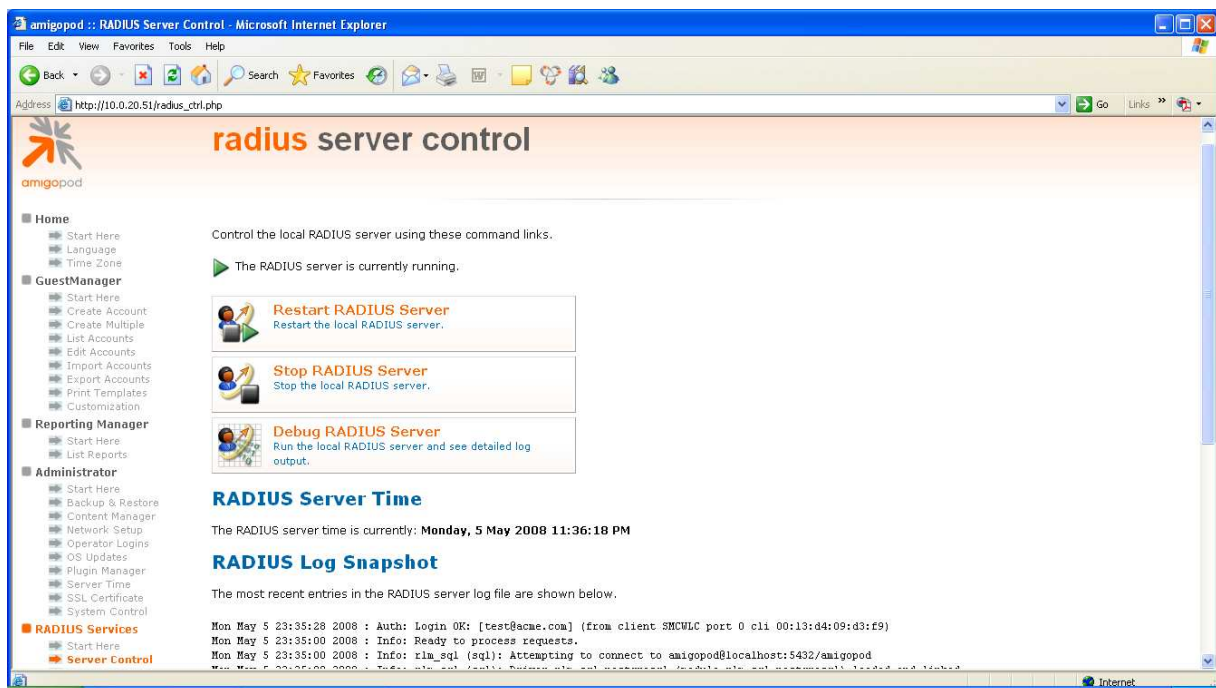 amigopod :: RADIUS Server Control - Microsoft Internet Explorer
File Edit View Favorites Tools Help
Back Search Favorites
Address http://10.0.20.51/radius_ctrl.php Go Links »
amigopod
radius server control
Home
Start Here
Language
Time Zone
GuestManager
Start Here
Create Account
Create Multiple
List Accounts
Edit Accounts
Import Accounts
Export Accounts
Print Templates
Customization
Reporting Manager
Start Here
List Reports
Administrator
Start Here
Backup & Restore
Content Manager
Network Setup
Operator Logins
OS Updates
Plugin Manager
Server Time
SSL Certificate
System Control
RADIUS Services
Start Here
Server Control
Control the local RADIUS server using these command links.
The RADIUS server is currently running.
Restart RADIUS Server
Restart the local RADIUS server.
Stop RADIUS Server
Stop the local RADIUS server.
Debug RADIUS Server
Run the local RADIUS server and see detailed log
output.
RADIUS Server Time
The RADIUS server time is currently: Monday, 5 May 2008 11:36:18 PM
RADIUS Log Snapshot
The most recent entries in the RADIUS server log file are shown below.
Mon May 5 23:35:28 2008 : Auth: Login OK: [test@acme.com] (from client SMCWLC port 0 cli 00:13:d4:09:d3:f9)
Mon May 5 23:35:00 2008 : Info: Ready to process requests.
Mon May 5 23:35:00 2008 : Info: rlm_sql (sql): Attempting to connect to amigopod@localhost:5432/amigopod
Internet